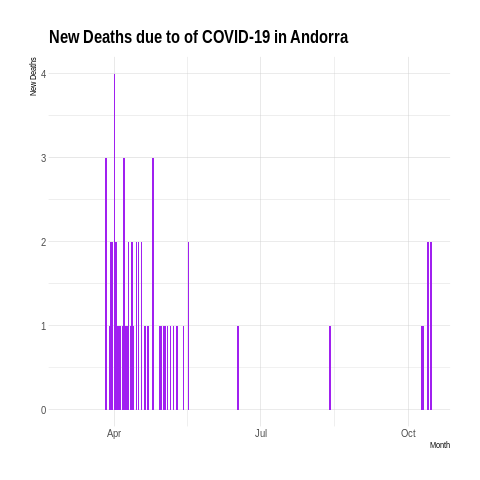 New Deaths due to of COVID-19 in Andorra
New Deaths
4
3
2
1
0
Apr
Jul
Oct
Month